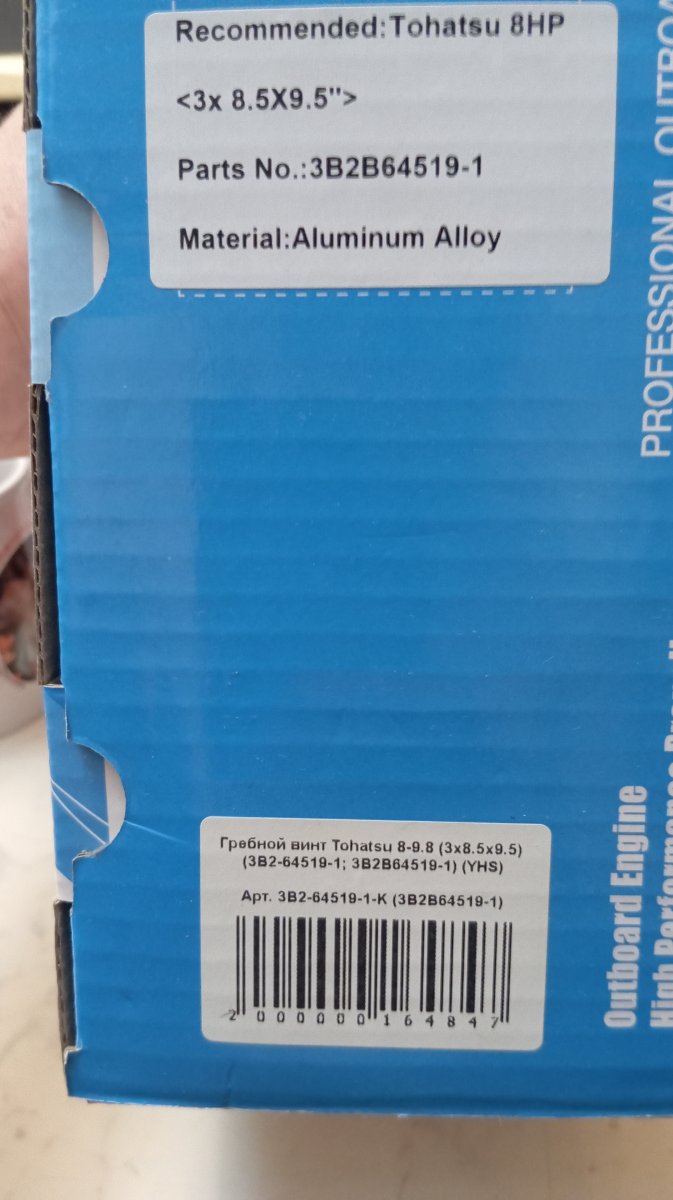 Recommended:Tohatsu 8HP
<3x 8.5X9.5">
Parts No.:3B2B64519-1
Material:Aluminum Alloy
PROFESSIONAL
Outboard Engine
High Performance
Гребной винт Tohatsu 8-9.8 (3x8.5x9.5)
(3B2-64519-1; 3B2B64519-1) (YHS)
Арт. 3B2-64519-1-K (3B2B64519-1)
2 000000 164847